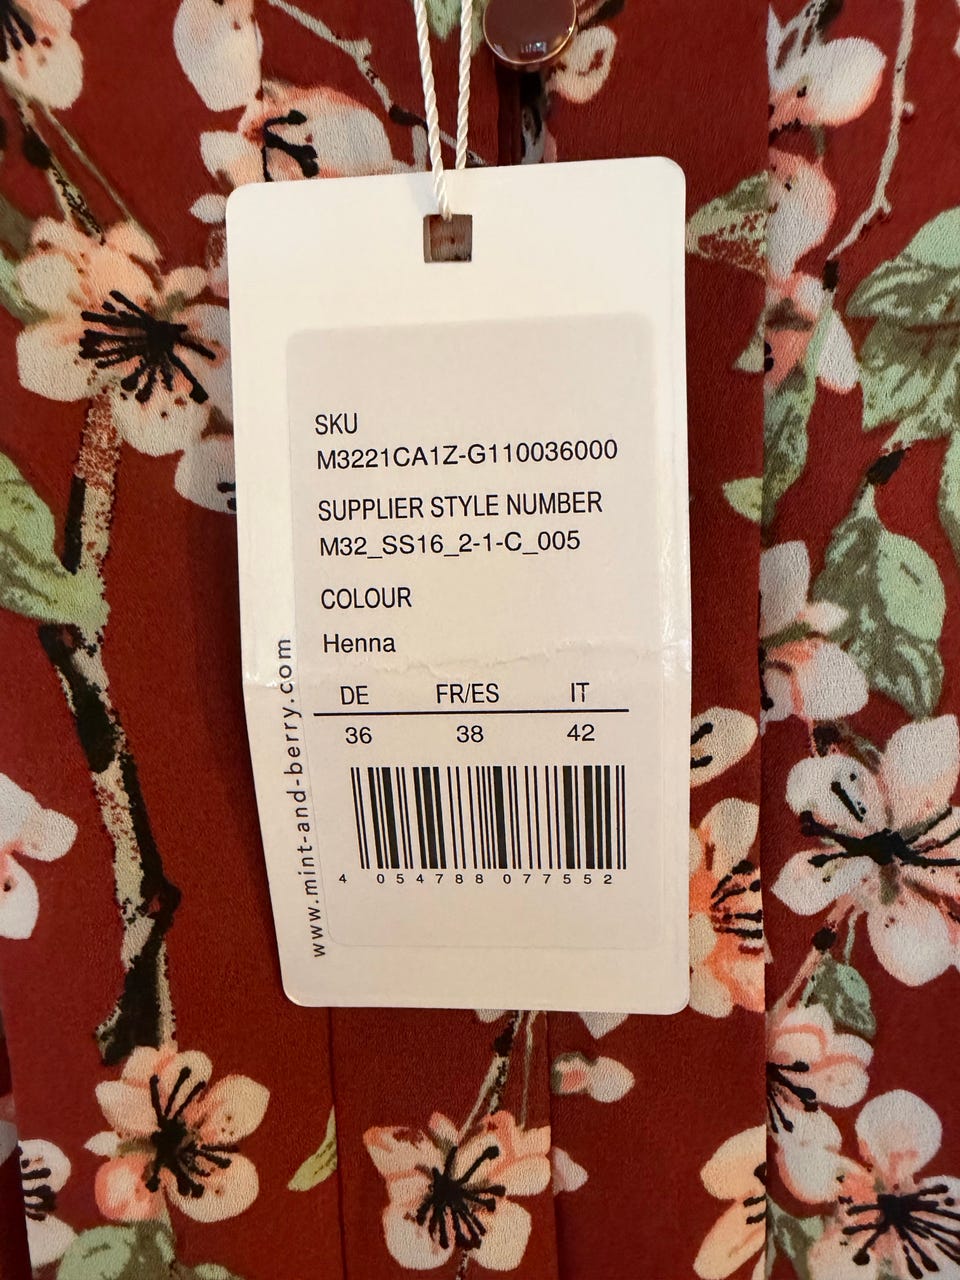 SKU
M3221CA1Z-G110036000
SUPPLIER STYLE NUMBER
M32_SS16_2-1-C_005
COLOUR
Henna
DE FR/ES IT
36 38 42
4 054788 077552
www.mint-and-berry.com